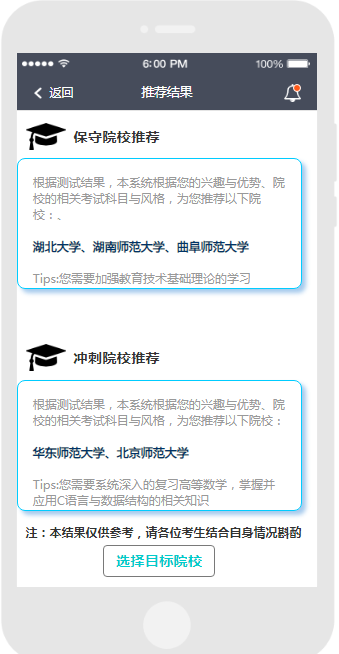 6:00 PM 100%
返回 推荐结果
保守院校推荐
根据测试结果，本系统根据您的兴趣与优势、院
校的相关考试科目与风格，为您推荐以下院
校：、
湖北大学、湖南师范大学、曲阜师范大学
Tips:您需要加强教育技术基础理论的学习
冲刺院校推荐
根据测试结果，本系统根据您的兴趣与优势、院
校的相关考试科目与风格，为您推荐以下院校：
华东师范大学、北京师范大学
Tips:您需要系统深入的复习高等数学，掌握并
应用C语言与数据结构的相关知识
注：本结果仅供参考，请各位考生结合自身情况斟酌
选择目标院校